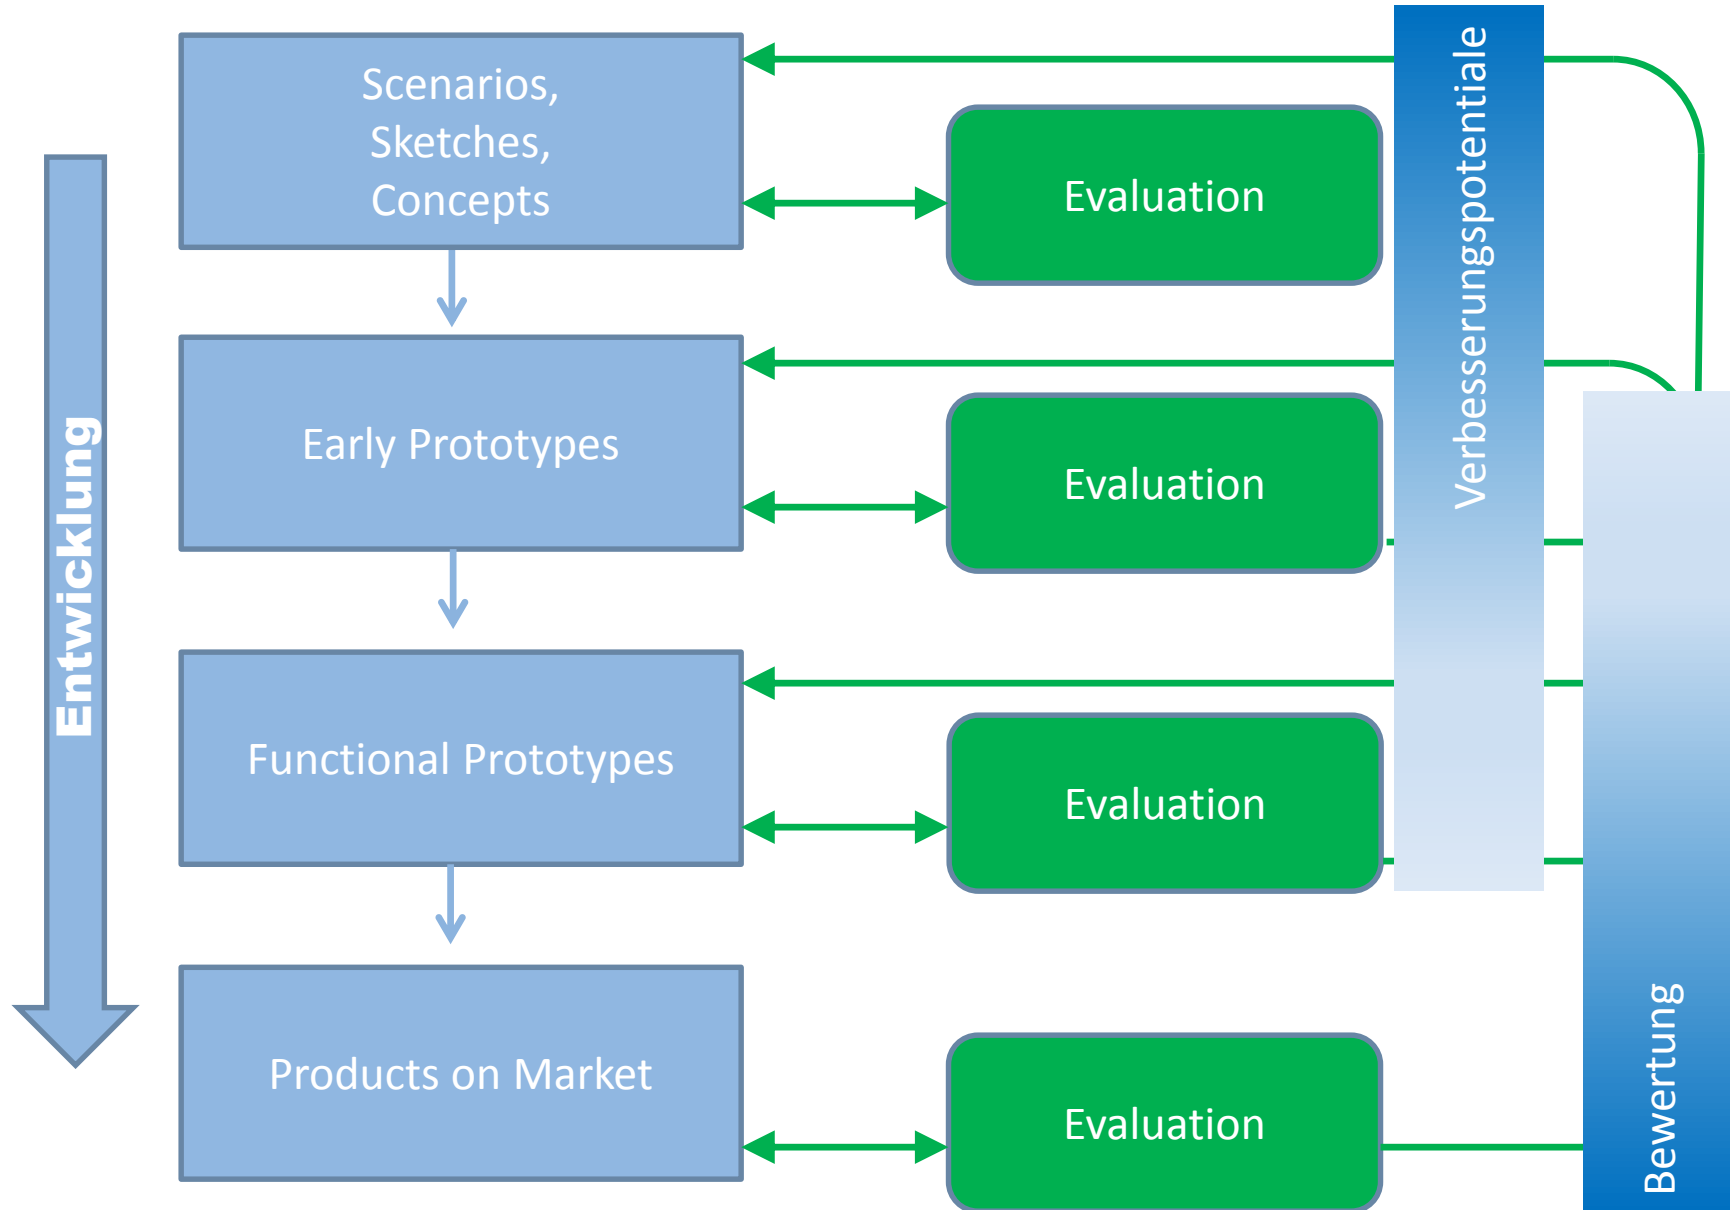 Entwicklung
Scenarios,
Sketches,
Concepts
Evaluation
Verbesserungspotentiale
Early Prototypes
Evaluation
Functional Prototypes
Evaluation
Products on Market
Evaluation
Bewertung